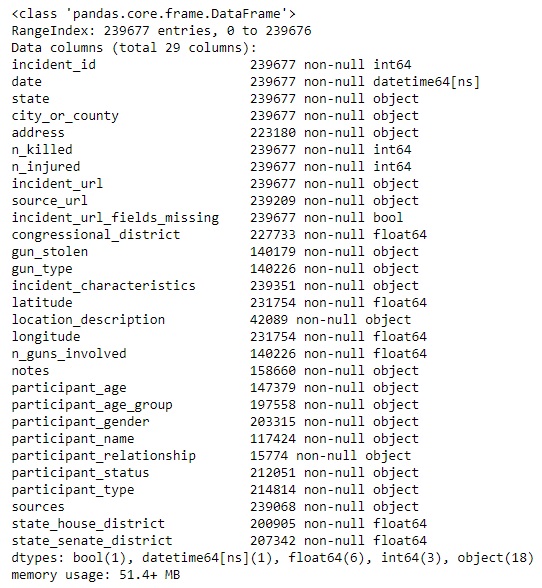 <class 'pandas.core.frame.DataFrame'>
RangeIndex: 239677 entries, 0 to 239676
Data columns (total 29 columns):
incident_id                    239677 non-null int64
date                           239677 non-null datetime64[ns]
state                          239677 non-null object
city_or_county                 239677 non-null object
address                        223180 non-null object
n_killed                       239677 non-null int64
n_injured                      239677 non-null int64
incident_url                   239677 non-null object
source_url                     239209 non-null object
incident_url_fields_missing    239677 non-null bool
congressional_district         227733 non-null float64
gun_stolen                     140179 non-null object
gun_type                       140226 non-null object
incident_characteristics       239351 non-null object
latitude                       231754 non-null float64
location_description           42089 non-null object
longitude                      231754 non-null float64
n_guns_involved                140226 non-null float64
notes                          158660 non-null object
participant_age                147379 non-null object
participant_age_group          197558 non-null object
participant_gender             203315 non-null object
participant_name               117424 non-null object
participant_relationship       15774 non-null object
participant_status             212051 non-null object
participant_type               214814 non-null object
sources                        239068 non-null object
state_house_district           200905 non-null float64
state_senate_district          207342 non-null float64
dtypes: bool(1), datetime64[ns](1), float64(6), int64(3), object(18)
memory usage: 51.4+ MB